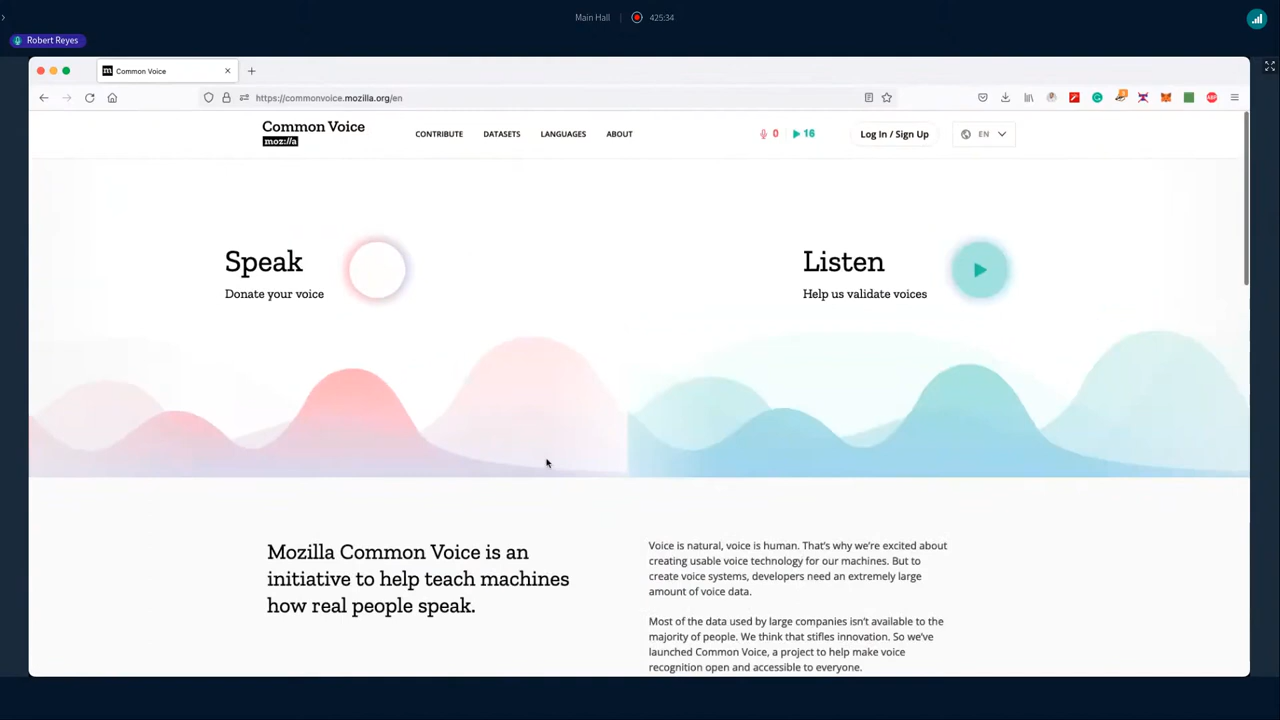 Main Hall
425:34
Robert Reyes
m
Common Voice
https://commonvoice.mozilla.org/en
ABP
Common Voice
moz://a
CONTRIBUTE
DATASETS
LANGUAGES
ABOUT
0
16
Log In / Sign Up
EN
Speak
Donate your voice
Listen
Help us validate voices
Mozilla Common Voice is an
initiative to help teach machines
how real people speak.
Voice is natural, voice is human. That's why we're excited about
creating usable voice technology for our machines. But to
create voice systems, developers need an extremely large
amount of voice data.
Most of the data used by large companies isn't available to the
majority of people. We think that stifles innovation. So we've
launched Common Voice, a project to help make voice
recognition open and accessible to everyone.